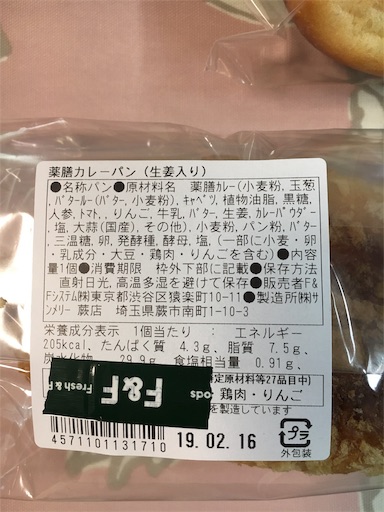 薬膳カレーパン（生姜入り）
●名称パン●原材料名　薬膳カレー(小麦粉, 玉葱
, バタールー(バター, 小麦粉), キャベツ, 植物油脂, 黒糖,
人参, トマト, , りんご, 牛乳, バター, 生姜, カレーパウダー・
塩, 大蒜(国産), その他), 小麦粉, パン粉, バター
, 三温糖, 卵, 発酵種, 酵母, 塩, （一部に小麦・卵
・乳成分・大豆・鶏肉・りんごを含む）●内容
量1個●消費期限　枠外下部に記載●保存方法
直射日光, 高温多湿を避けて保存●販売者F&
Fシステム㈱東京都渋谷区猿楽町10-11●製造所㈱サ
ンメリー 蕨店　埼玉県蕨市南町1-10-3
栄養成分表示　1個当たり　：　エネルギー
205kcal, たんぱく質　4.3g, 脂質　7.5g,
炭水化物　29.9g　食塩相当量　0.91g,
定原材料等27品目中)
鶏肉・りんご
を製造しています
F&F
Fresh &
ods
4571101131710
19.02.16
プラ
外包装